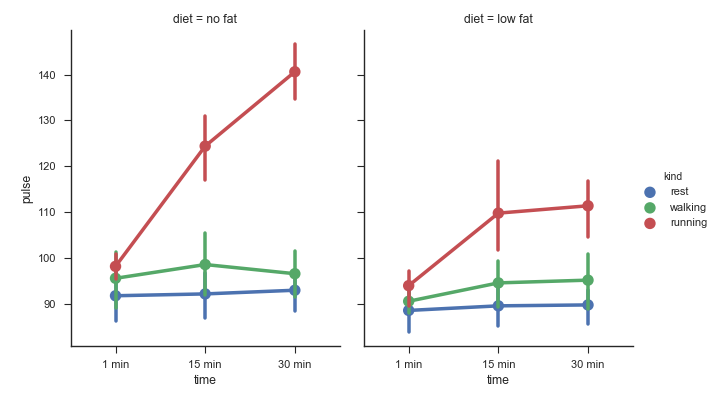 diet = no fat
diet = low fat
140
130
120
110
100
90
pulse
1 min
15 min
30 min
time
1 min
15 min
30 min
time
kind
rest
walking
running